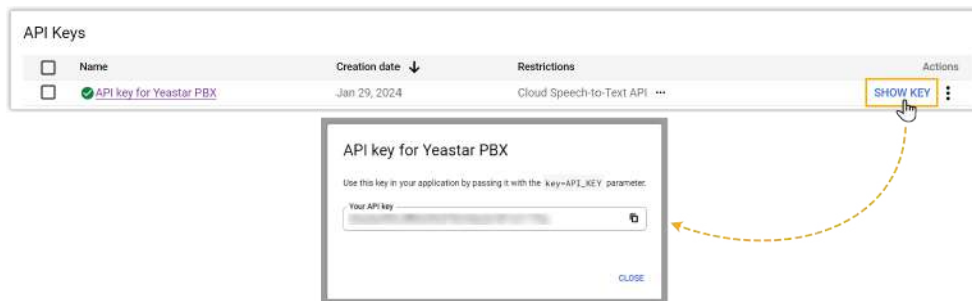 API Keys
Name Creation date ↓ Restrictions Actions
API key for Yeastar PBX Jan 29, 2024 Cloud Speech-to-Text API ••• SHOW KEY
API key for Yeastar PBX
Use this key in your application by passing it with the key=API_KEY parameter.
Your API key
CLOSE